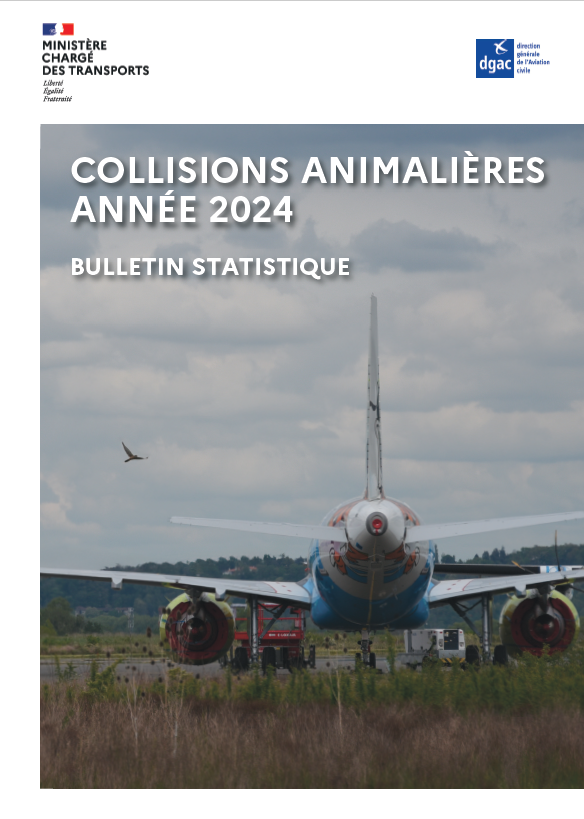 MINISTÈRE
CHARGÉ
DES TRANSPORTS
Liberté
Égalité
Fraternité
dgac
direction
générale
de l'Aviation
civile
COLLISIONS ANIMALIÈRES
ANNÉE 2024
BULLETIN STATISTIQUE